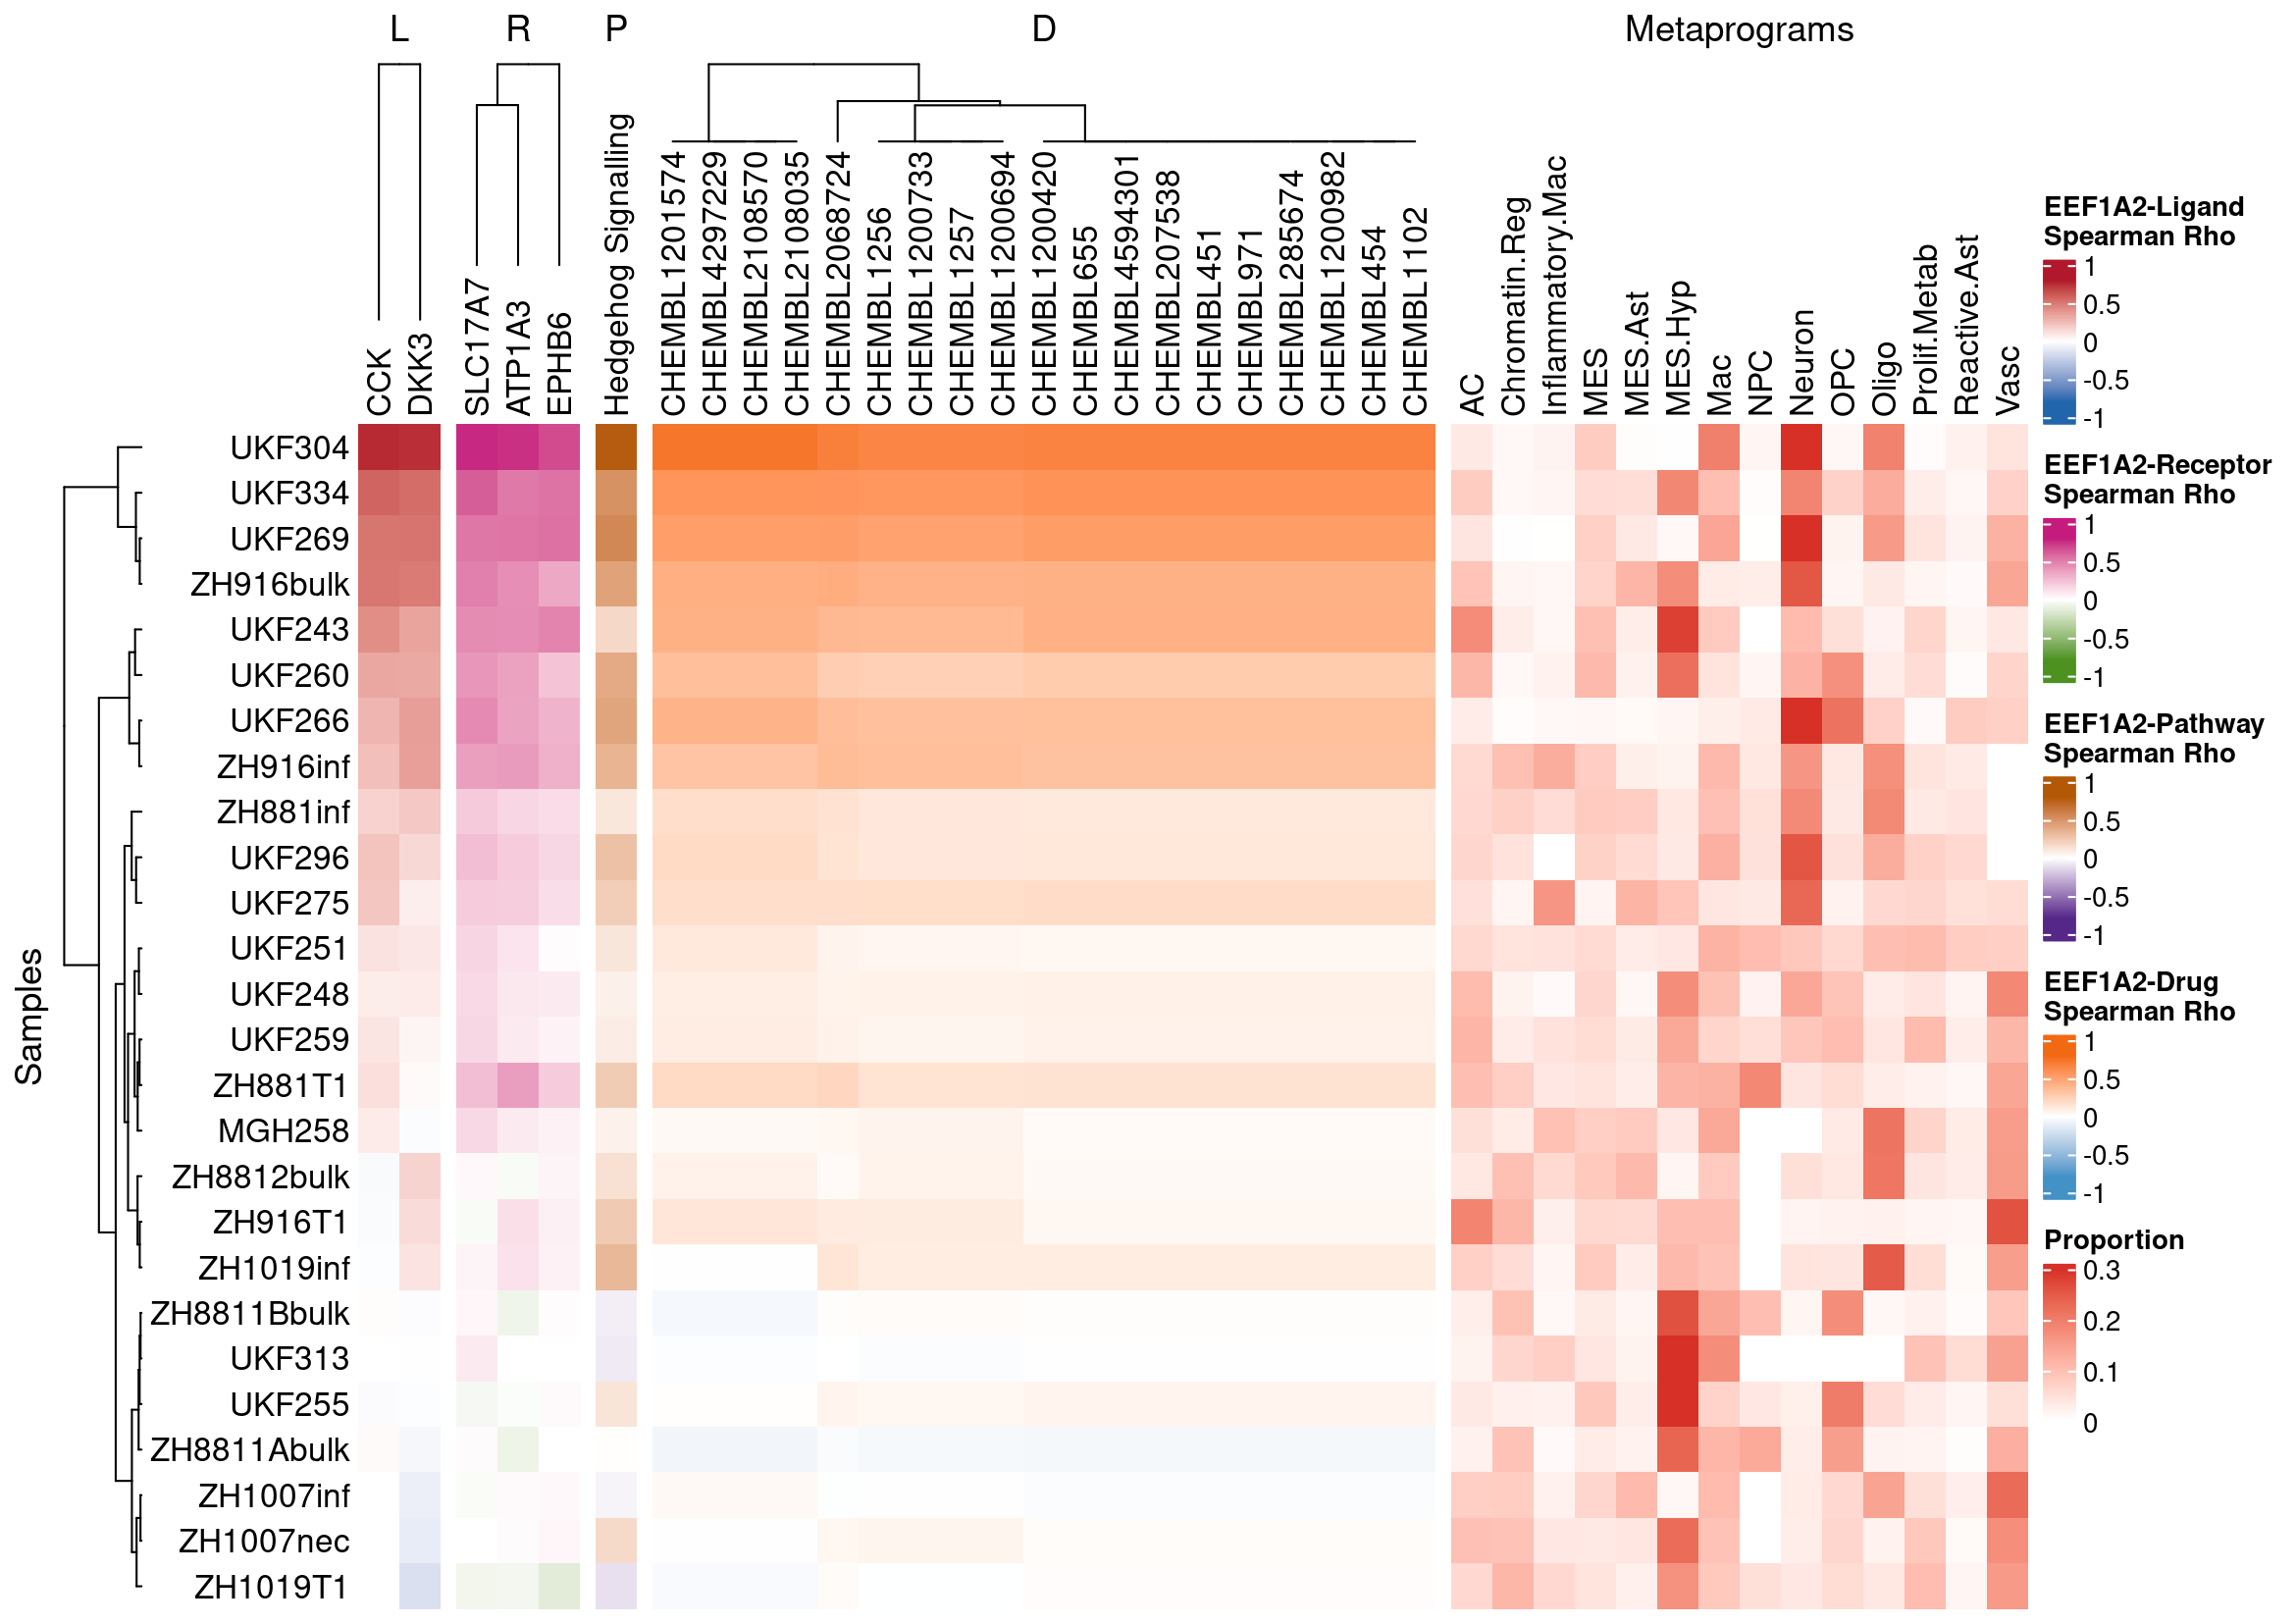 L R P D Metaprograms
CCK
DKK3
SLC17A7
ATP1A3
EPHB6
Hedgehog Signalling
CHEMBL1201574
CHEMBL4297229
CHEMBL2108570
CHEMBL2108035
CHEMBL2068724
CHEMBL1256
CHEMBL1200733
CHEMBL1257
CHEMBL1200694
CHEMBL1200420
CHEMBL655
CHEMBL4594301
CHEMBL207538
CHEMBL451
CHEMBL971
CHEMBL285674
CHEMBL1200982
CHEMBL454
CHEMBL1102
AC
Chromatin.Reg
Inflammatory.Mac
MES
MES.Ast
MES.Hyp
Mac
NPC
Neuron
OPC
Oligo
Prolif.Metab
Reactive.Ast
Vasc
Samples
UKF304
UKF334
UKF269
ZH916bulk
UKF243
UKF260
UKF266
ZH916inf
ZH881inf
UKF296
UKF275
UKF251
UKF248
UKF259
ZH881T1
MGH258
ZH8812bulk
ZH916T1
ZH1019inf
ZH8811Bbulk
UKF313
UKF255
ZH8811Abulk
ZH1007inf
ZH1007nec
ZH1019T1
EEF1A2-Ligand
Spearman Rho
1
0.5
0
-0.5
-1
EEF1A2-Receptor
Spearman Rho
1
0.5
0
-0.5
-1
EEF1A2-Pathway
Spearman Rho
1
0.5
0
-0.5
-1
EEF1A2-Drug
Spearman Rho
1
0.5
0
-0.5
-1
Proportion
0.3
0.2
0.1
0